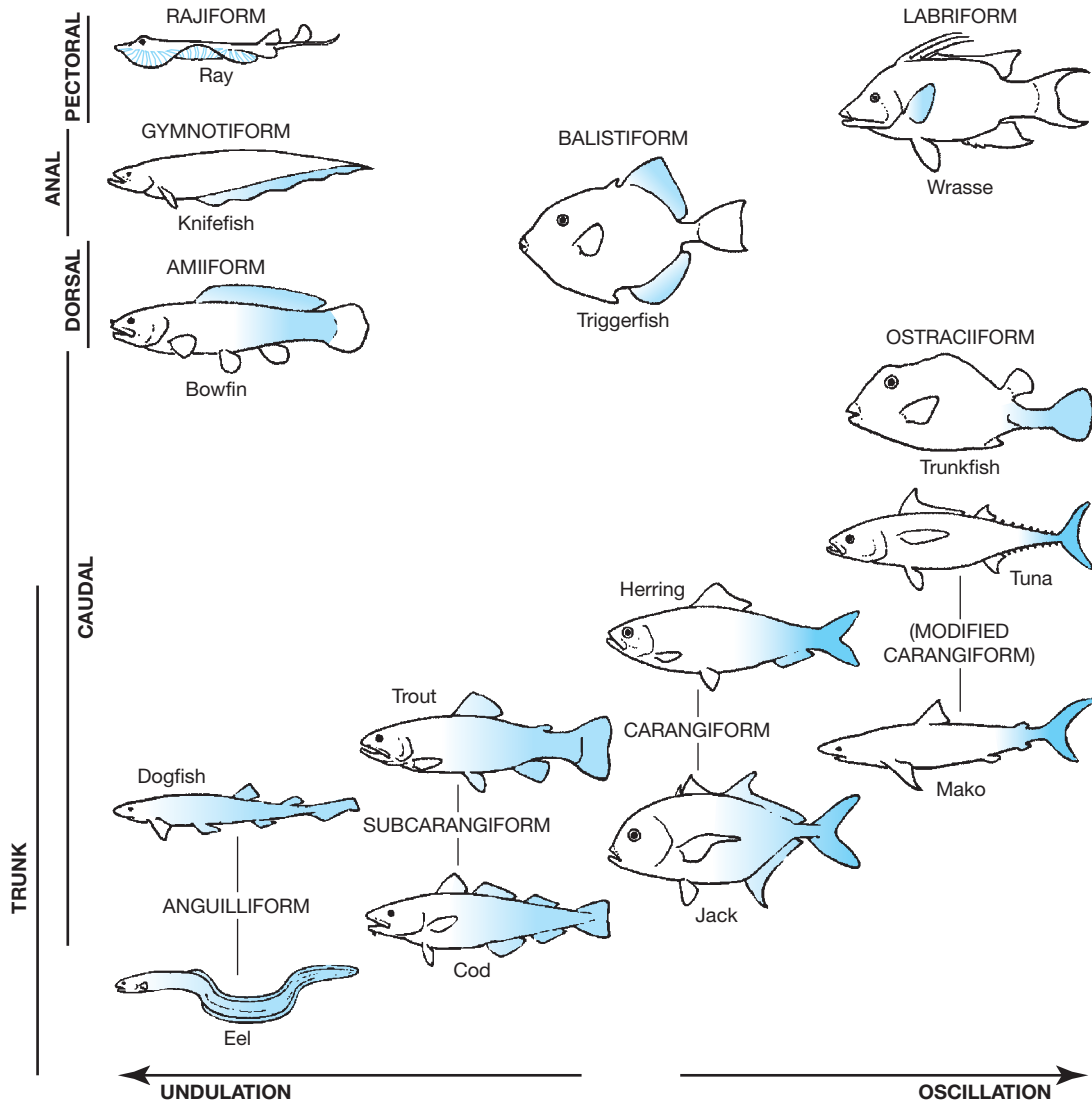 PECTORAL
RAJIFORM
Ray
LABRIFORM
Wrasse
ANAL
GYMNOTIFORM
Knifefish
BALISTIFORM
Triggerfish
DORSAL
AMIIFORM
Bowfin
OSTRACIIFORM
Trunkfish
CAUDAL
Tuna
(MODIFIED
CARANGIFORM)
Mako
Herring
CARANGIFORM
Jack
Trout
SUBCARANGIFORM
Cod
TRUNK
Dogfish
ANGUILLIFORM
Eel
UNDULATION
OSCILLATION